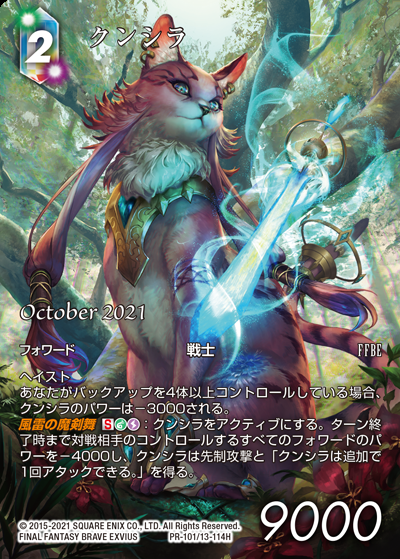 2
クンシラ
October 2021
フォワード 戦士 FFBE
ヘイスト
あなたがバックアップを4体以上コントロールしている場合、
クンシラのパワーは－3000される。
風雷の魔剣舞 S：クンシラをアクティブにする。ターン終
了時まで対戦相手のコントロールするすべてのフォワードのパ
ワーを－4000し、クンシラは先制攻撃と「クンシラは追加で
1回アタックできる。」を得る。
© 2015-2021 SQUARE ENIX CO., LTD. All Rights Reserved.
FINAL FANTASY BRAVE EXVIUS PR-101/13-114H
9000